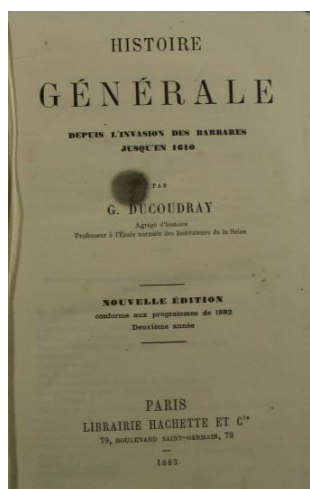 HISTOIRE
GÉNÉRALE
DEPUIS L'INVASION DES BARBARES
JUSQU'EN 1610
PAR
G. DUCOUDRAY
Agrégé d'histoire
Professeur à l'École normale des Instituteurs de la Seine
NOUVELLE ÉDITION
conforme aux programmes de 1882
Deuxième année
PARIS
LIBRAIRIE HACHETTE ET Cie
79, BOULEVARD SAINT-GERMAIN, 79
1883